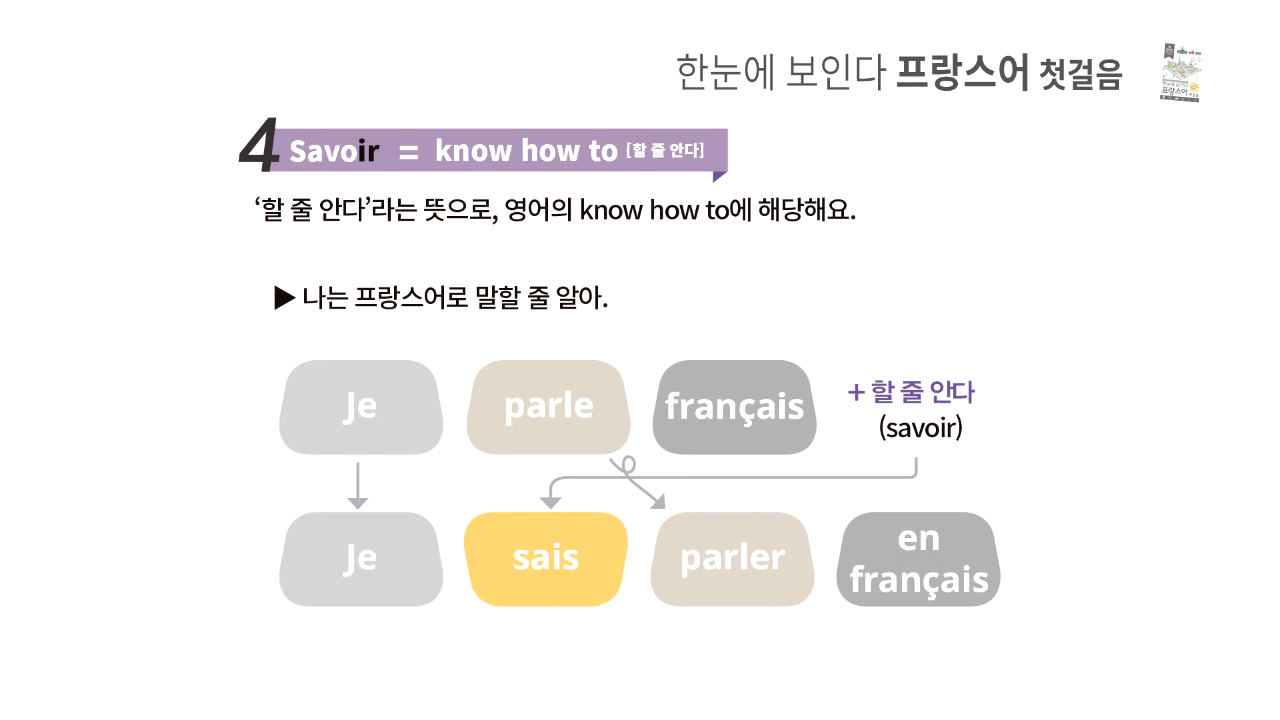 한눈에 보인다 프랑스어 첫걸음
4 Savoir = know how to [할 줄 안다]
‘할 줄 안다’라는 뜻으로, 영어의 know how to에 해당해요.
▶ 나는 프랑스어로 말할 줄 알아.
Je parle français + 할 줄 안다
(savoir)
Je sais parler en
français